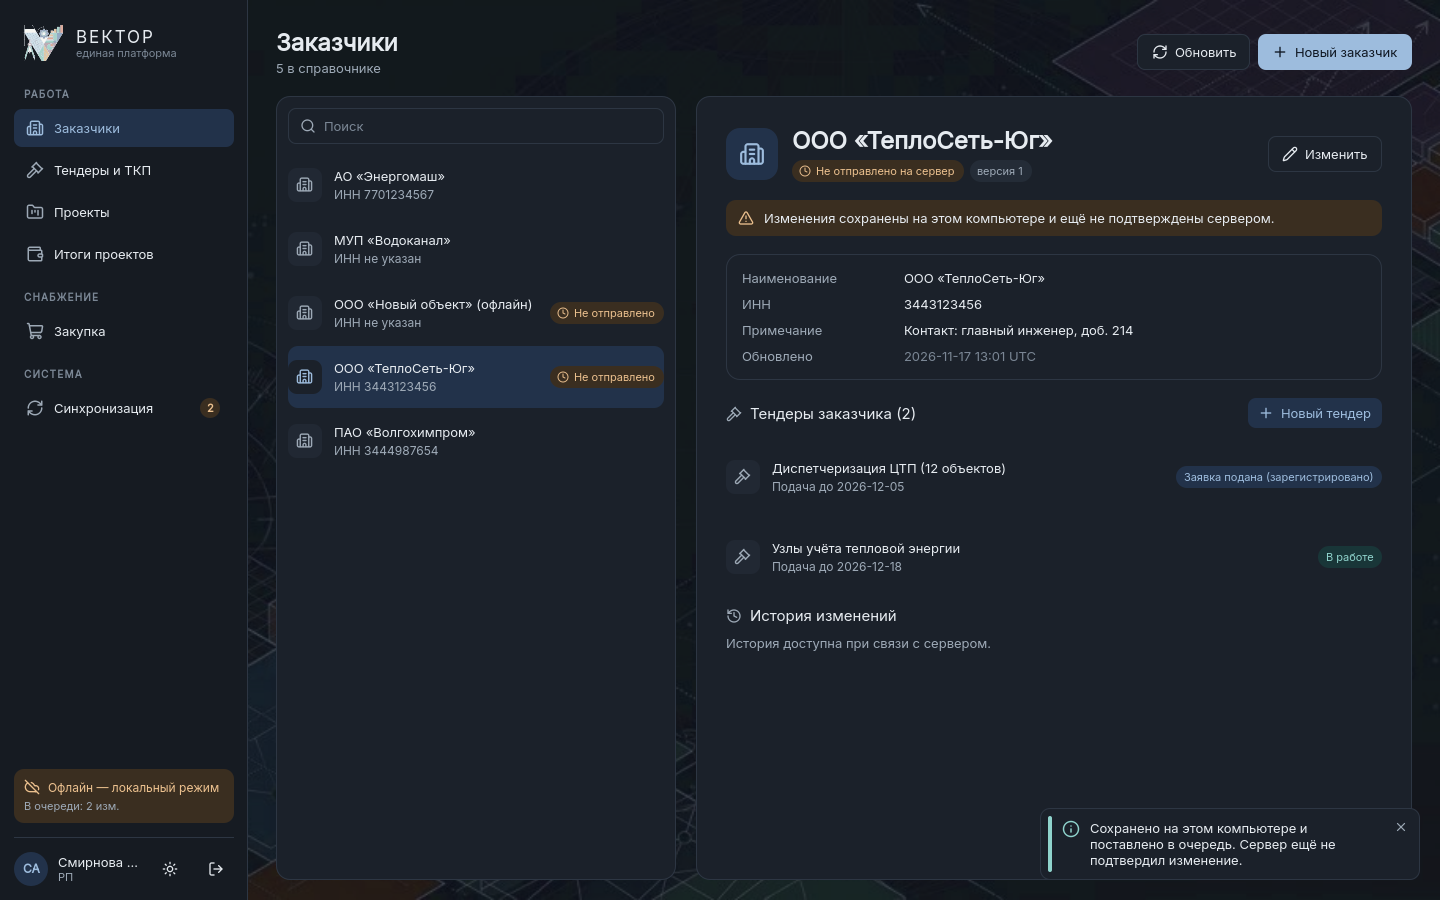 ВЕКТОР
единая платформа
РАБОТА
Заказчики
Тендеры и ТКП
Проекты
Итоги проектов
СНАБЖЕНИЕ
Закупка
СИСТЕМА
Синхронизация
2
Офлайн — локальный режим
В очереди: 2 изм.
СА
Смирнова ...
РП
Заказчики
5 в справочнике
Обновить
Новый заказчик
Поиск
АО «Энергомаш»
ИНН 7701234567
МУП «Водоканал»
ИНН не указан
ООО «Новый объект» (офлайн)
ИНН не указан
Не отправлено
ООО «ТеплоСеть-Юг»
ИНН 3443123456
Не отправлено
ПАО «Волгохимпром»
ИНН 3444987654
ООО «ТеплоСеть-Юг»
Не отправлено на сервер
версия 1
Изменить
Изменения сохранены на этом компьютере и ещё не подтверждены сервером.
Наименование ООО «ТеплоСеть-Юг»
ИНН 3443123456
Примечание Контакт: главный инженер, доб. 214
Обновлено 2026-11-17 13:01 UTC
Тендеры заказчика (2)
Новый тендер
Диспетчеризация ЦТП (12 объектов)
Подача до 2026-12-05
Заявка подана (зарегистрировано)
Узлы учёта тепловой энергии
Подача до 2026-12-18
В работе
История изменений
История доступна при связи с сервером.
Сохранено на этом компьютере и
поставлено в очередь. Сервер ещё не
подтвердил изменение.